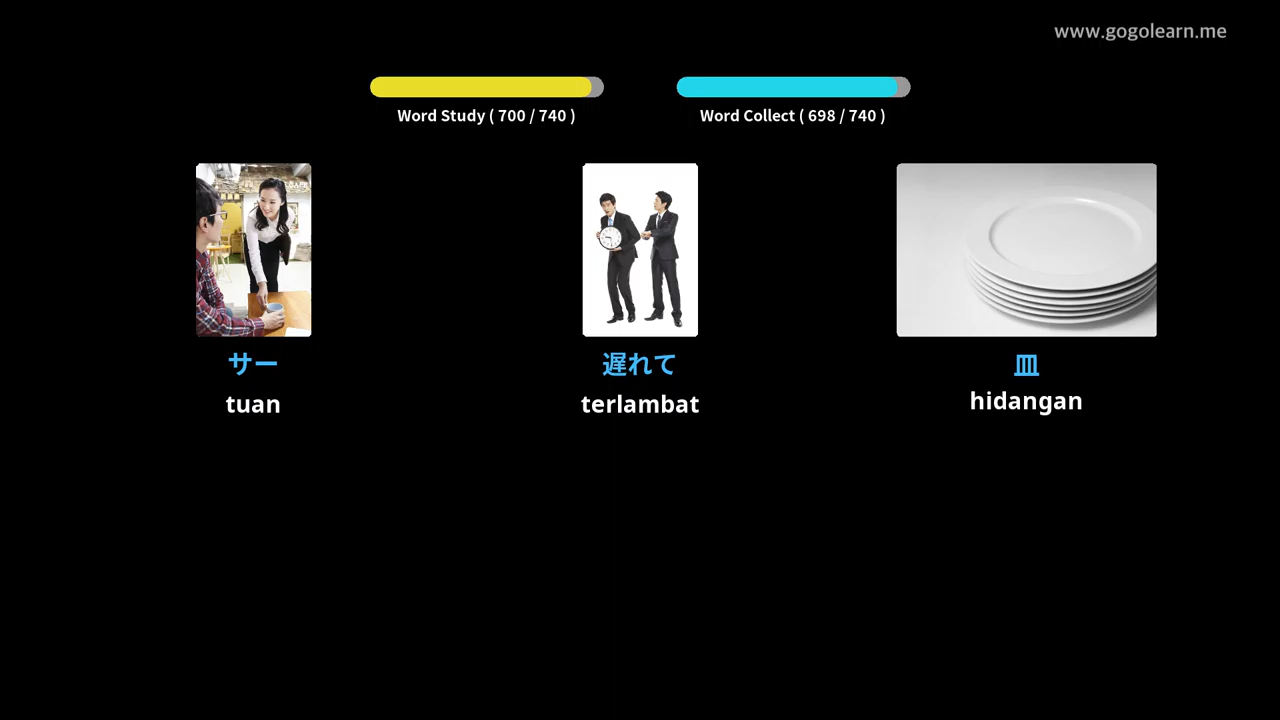 www.gogolearn.me
Word Study ( 700 / 740 )
Word Collect ( 698 / 740 )
サー
tuan
遅れて
terlambat
皿
hidangan